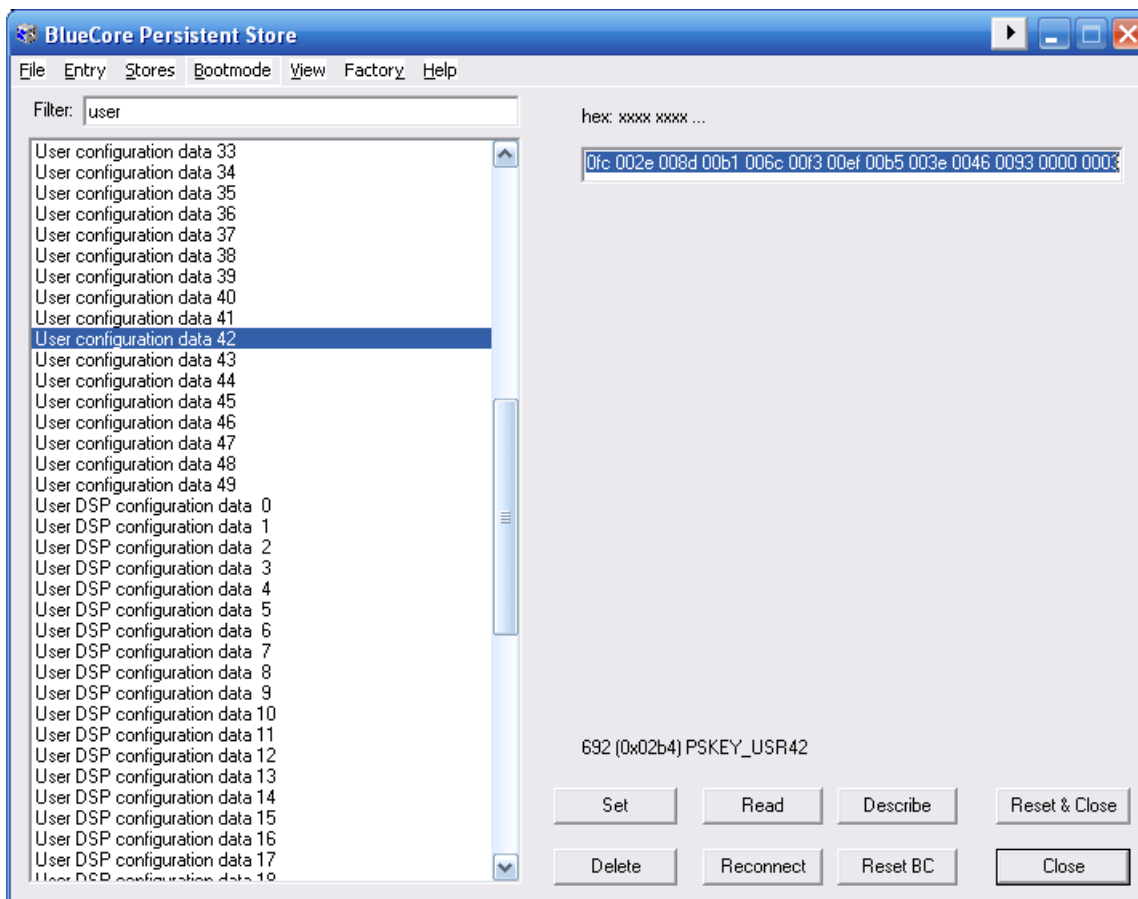 BlueCore Persistent Store
File Entry Stores Bootmode View Factory Help
Filter: user
User configuration data 33
User configuration data 34
User configuration data 35
User configuration data 36
User configuration data 37
User configuration data 38
User configuration data 39
User configuration data 40
User configuration data 41
User configuration data 42
User configuration data 43
User configuration data 44
User configuration data 45
User configuration data 46
User configuration data 47
User configuration data 48
User configuration data 49
User DSP configuration data 0
User DSP configuration data 1
User DSP configuration data 2
User DSP configuration data 3
User DSP configuration data 4
User DSP configuration data 5
User DSP configuration data 6
User DSP configuration data 7
User DSP configuration data 8
User DSP configuration data 9
User DSP configuration data 10
User DSP configuration data 11
User DSP configuration data 12
User DSP configuration data 13
User DSP configuration data 14
User DSP configuration data 15
User DSP configuration data 16
User DSP configuration data 17
User DSP configuration data 18
hex: xxxx xxxx ...
0fc 002e 008d 00b1 006c 00f3 00ef 00b5 003e 0046 0093 0000 0003
692 (0x02b4) PSKEY_USR42
Set Read Describe Reset & Close
Delete Reconnect Reset BC Close